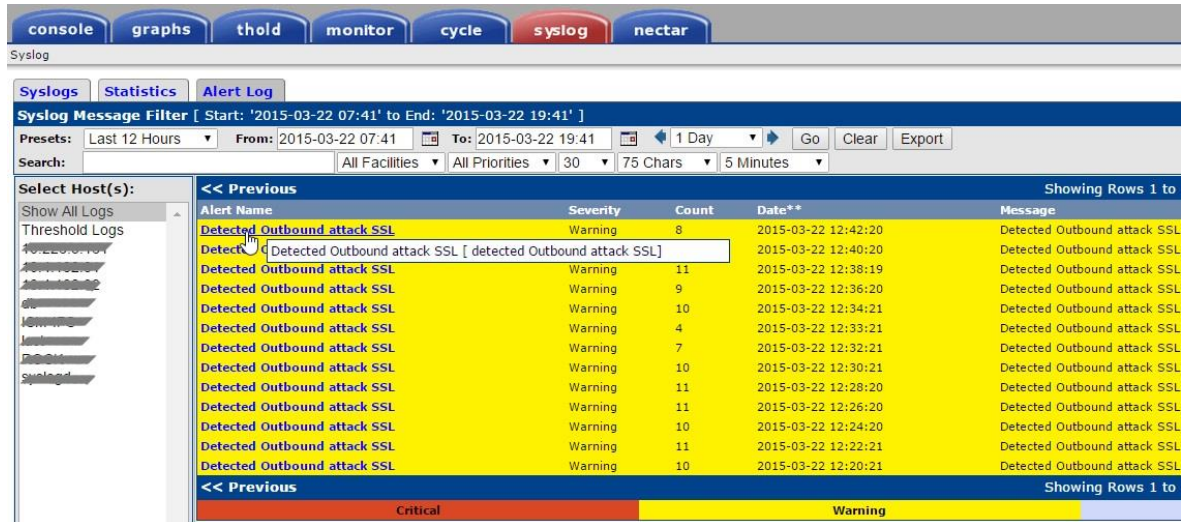 console graphs thold monitor cycle syslog nectar
Syslog
Syslogs Statistics Alert Log
Syslog Message Filter [ Start: '2015-03-22 07:41' to End: '2015-03-22 19:41' ]
Presets: Last 12 Hours From: 2015-03-22 07:41 To: 2015-03-22 19:41 1 Day Go Clear Export
Search: All Facilities All Priorities 30 75 Chars 5 Minutes
Select Host(s):
Show All Logs
Threshold Logs
<< Previous Showing Rows 1 to
Alert Name Severity Count Date** Message
Detected Outbound attack SSL Warning 8 2015-03-22 12:42:20 Detected Outbound attack SSL
Detected Outbound attack SSL [ detected Outbound attack SSL] 2015-03-22 12:40:20 Detected Outbound attack SSL
Detected Outbound attack SSL Warning 11 2015-03-22 12:38:19 Detected Outbound attack SSL
Detected Outbound attack SSL Warning 9 2015-03-22 12:36:20 Detected Outbound attack SSL
Detected Outbound attack SSL Warning 10 2015-03-22 12:34:21 Detected Outbound attack SSL
Detected Outbound attack SSL Warning 4 2015-03-22 12:33:21 Detected Outbound attack SSL
Detected Outbound attack SSL Warning 7 2015-03-22 12:32:21 Detected Outbound attack SSL
Detected Outbound attack SSL Warning 10 2015-03-22 12:30:21 Detected Outbound attack SSL
Detected Outbound attack SSL Warning 11 2015-03-22 12:28:20 Detected Outbound attack SSL
Detected Outbound attack SSL Warning 11 2015-03-22 12:26:20 Detected Outbound attack SSL
Detected Outbound attack SSL Warning 10 2015-03-22 12:24:20 Detected Outbound attack SSL
Detected Outbound attack SSL Warning 11 2015-03-22 12:22:21 Detected Outbound attack SSL
Detected Outbound attack SSL Warning 10 2015-03-22 12:20:21 Detected Outbound attack SSL
<< Previous Showing Rows 1 to
Critical Warning